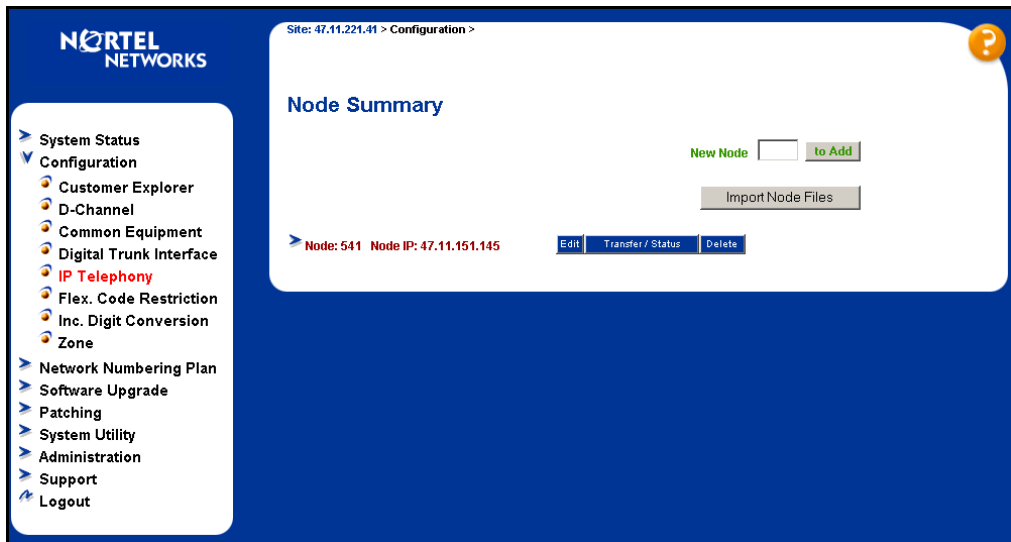 NORTEL
NETWORKS
Site: 47.11.221.41 > Configuration >
?
Node Summary
New Node to Add
Import Node Files
Node: 541 Node IP: 47.11.151.145 Edit Transfer / Status Delete
System Status
Configuration
Customer Explorer
D-Channel
Common Equipment
Digital Trunk Interface
IP Telephony
Flex. Code Restriction
Inc. Digit Conversion
Zone
Network Numbering Plan
Software Upgrade
Patching
System Utility
Administration
Support
Logout